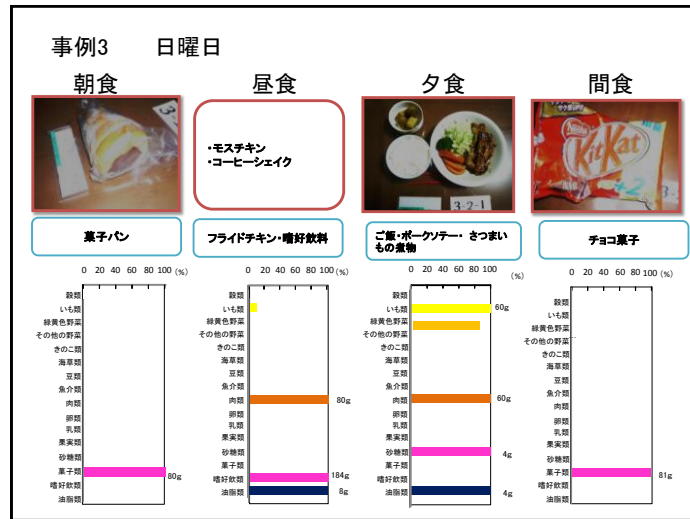 事例3 日曜日
朝食
昼食
夕食
間食
・モスチキン
・コーヒーシェイク
3-2-1
Nestle
KitKat
+2
菓子パン
フライドチキン・嗜好飲料
ご飯・ポークソテー・ さつまい
もの煮物
チョコ菓子
0 20 40 60 80 100 (%)
穀類
いも類
緑黄色野菜
その他の野菜
きのこ類
海草類
豆類
魚介類
肉類
卵類
乳類
果実類
砂糖類
菓子類
80g
嗜好飲類
油脂類
0 20 40 60 80 100 (%)
穀類
いも類
緑黄色野菜
その他の野菜
きのこ類
海草類
豆類
魚介類
肉類
80g
卵類
乳類
果実類
砂糖類
菓子類
嗜好飲類
184g
油脂類
8g
0 20 40 60 80 100
(%)
穀類
いも類
60g
緑黄色野菜
その他の野菜
きのこ類
海草類
豆類
魚介類
肉類
60g
卵類
乳類
果実類
砂糖類
4g
菓子類
嗜好飲類
油脂類
4g
0 20 40 60 80 100 (%)
穀類
いも類
緑黄色野菜
その他の野菜
きのこ類
海草類
豆類
魚介類
肉類
卵類
乳類
果実類
砂糖類
菓子類
81g
嗜好飲類
油脂類